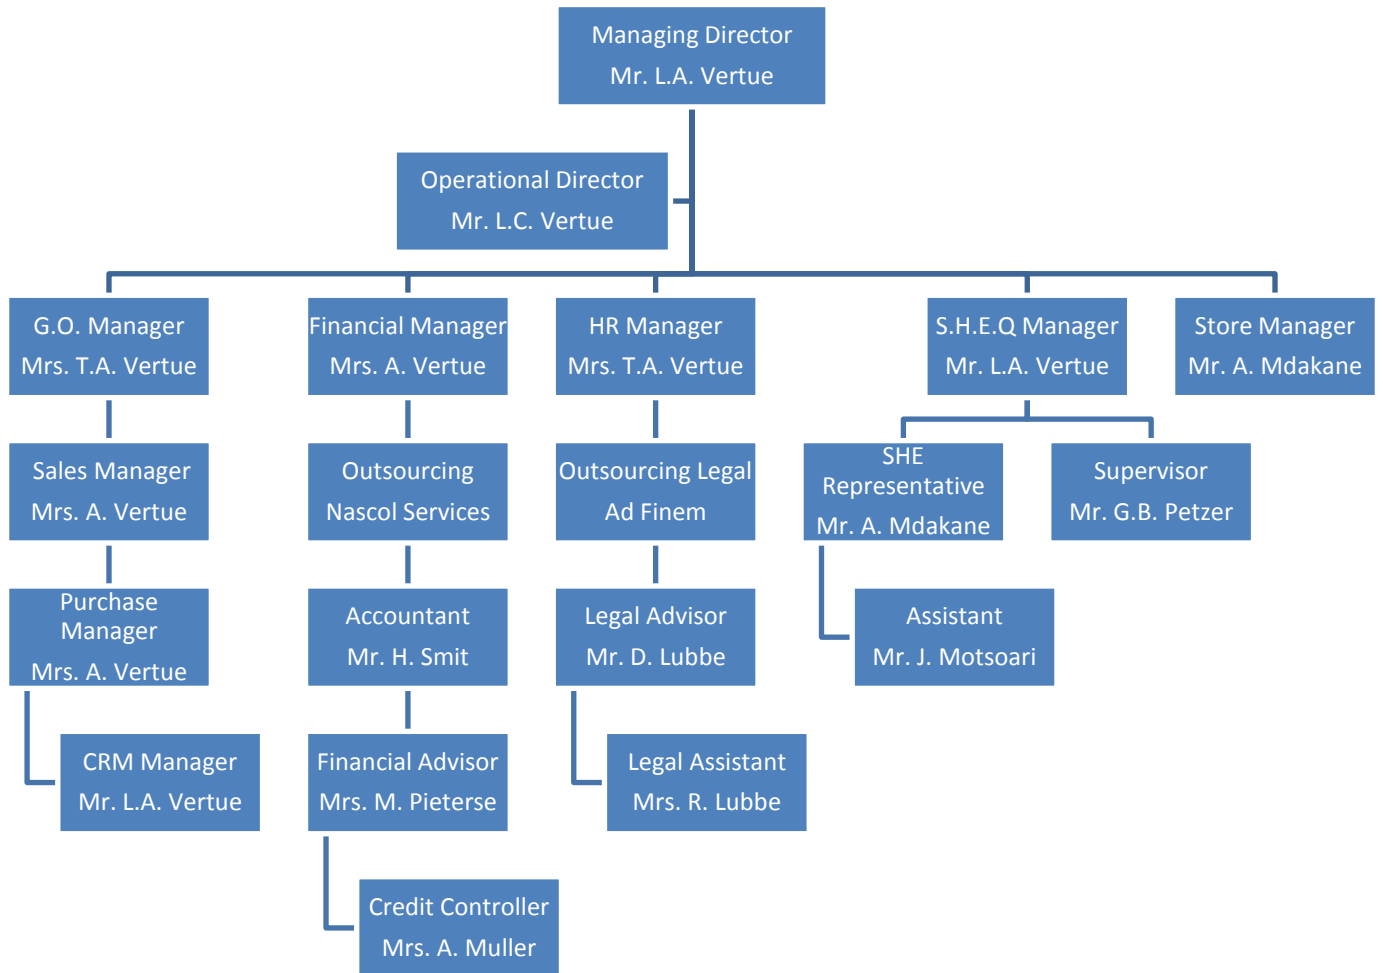 Managing Director
Mr. L.A. Vertue
Operational Director
Mr. L.C. Vertue
G.O. Manager
Mrs. T.A. Vertue
Financial Manager
Mrs. A. Vertue
HR Manager
Mrs. T.A. Vertue
S.H.E.Q Manager
Mr. L.A. Vertue
Store Manager
Mr. A. Mdakane
Sales Manager
Mrs. A. Vertue
Outsourcing
Nascol Services
Outsourcing Legal
Ad Finem
SHE
Representative
Mr. A. Mdakane
Supervisor
Mr. G.B. Petzer
Purchase
Manager
Mrs. A. Vertue
Accountant
Mr. H. Smit
Legal Advisor
Mr. D. Lubbe
Assistant
Mr. J. Motsoari
CRM Manager
Mr. L.A. Vertue
Financial Advisor
Mrs. M. Pieterse
Legal Assistant
Mrs. R. Lubbe
Credit Controller
Mrs. A. Muller